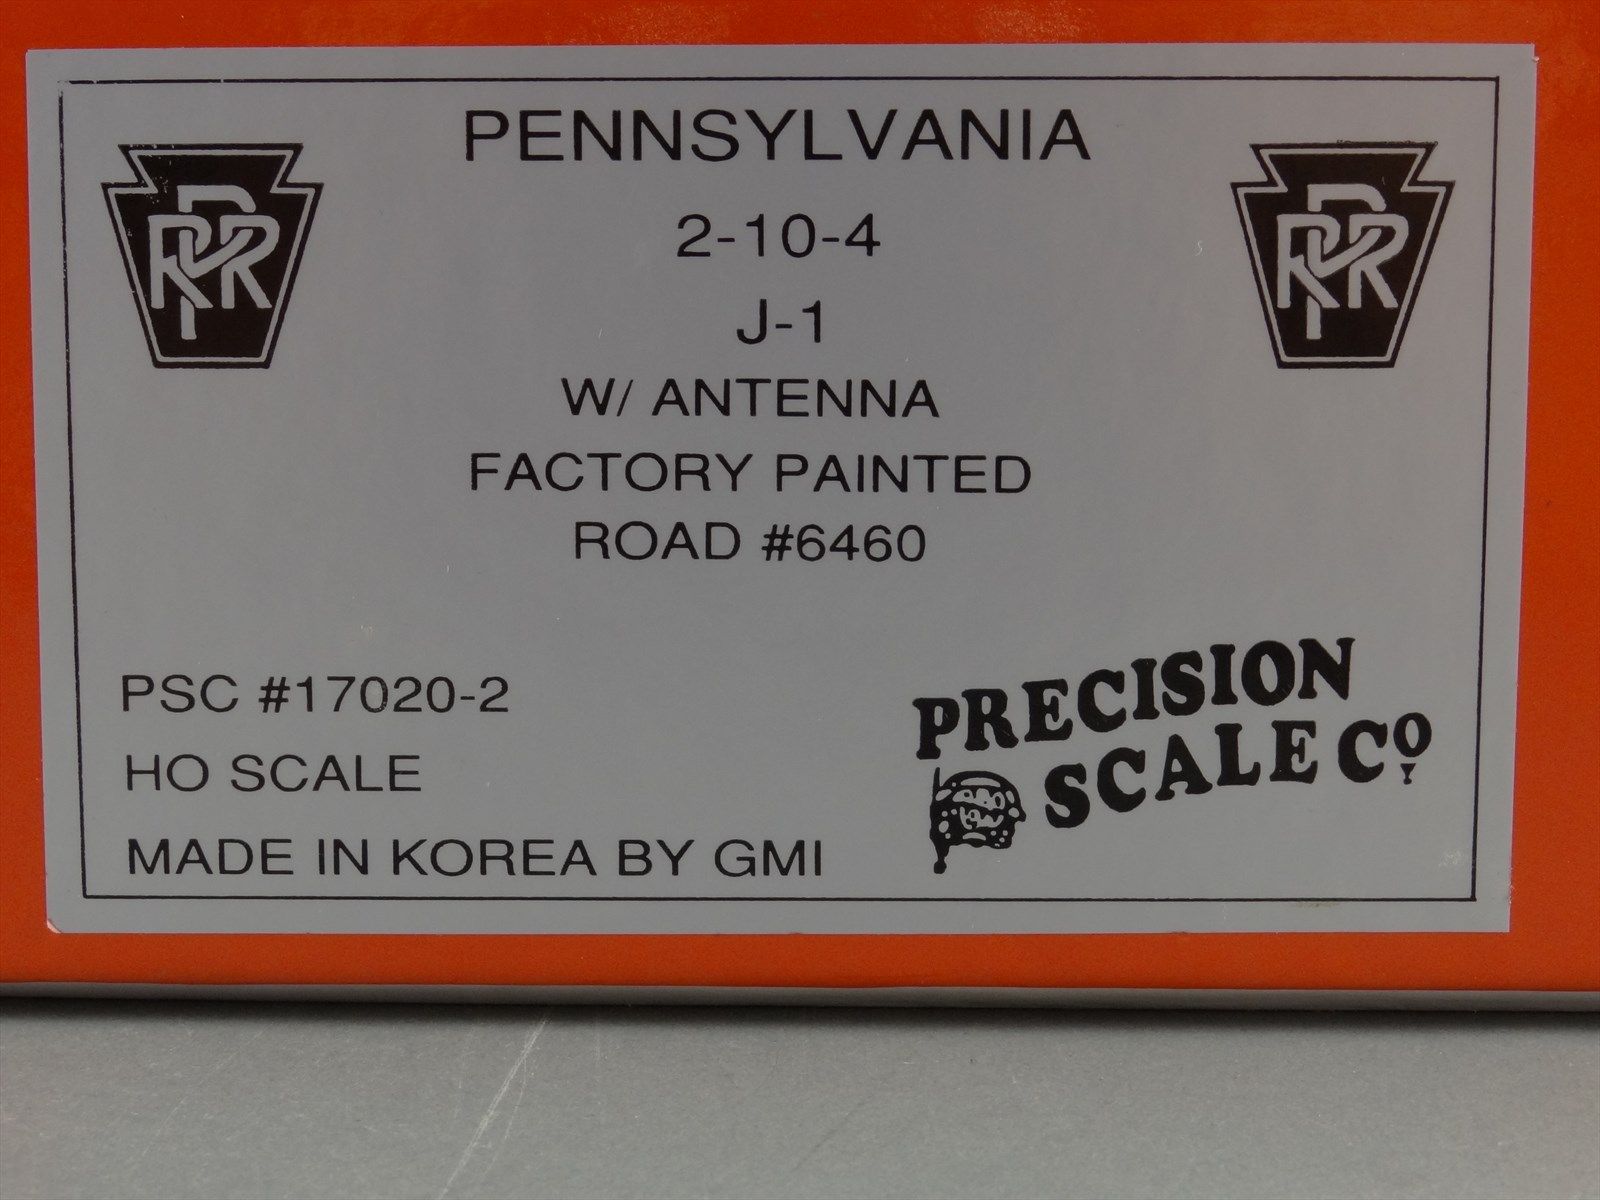 PENNSYLVANIA
2-10-4
J-1
W/ ANTENNA
FACTORY PAINTED
ROAD #6460
PRR
PRR
PSC #17020-2
HO SCALE
MADE IN KOREA BY GMI
PRECISION
SCALE CO